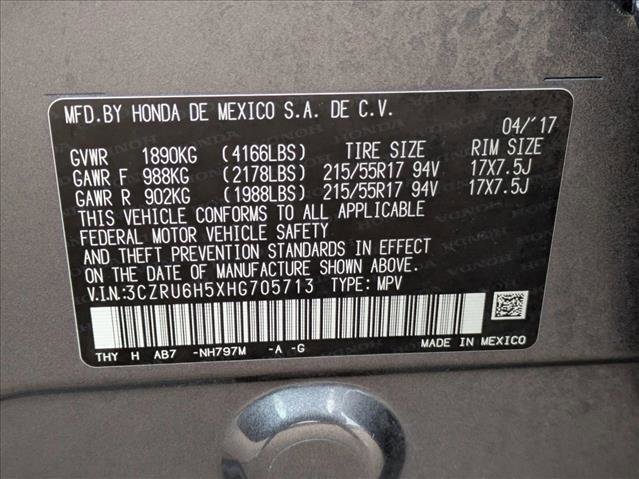 MFD.BY HONDA DE MEXICO S.A. DE C.V.
04/'17
GVWR 1890KG (4166LBS) TIRE SIZE RIM SIZE
GAWR F 988KG (2178LBS) 215/55R17 94V 17X7.5J
GAWR R 902KG (1988LBS) 215/55R17 94V 17X7.5J
THIS VEHICLE CONFORMS TO ALL APPLICABLE
FEDERAL MOTOR VEHICLE SAFETY
AND THEFT PREVENTION STANDARDS IN EFFECT
ON THE DATE OF MANUFACTURE SHOWN ABOVE.
V.I.N:3CZRU6H5XHG705713 TYPE: MPV
THY H AB7 -NH797M -A -G MADE IN MEXICO